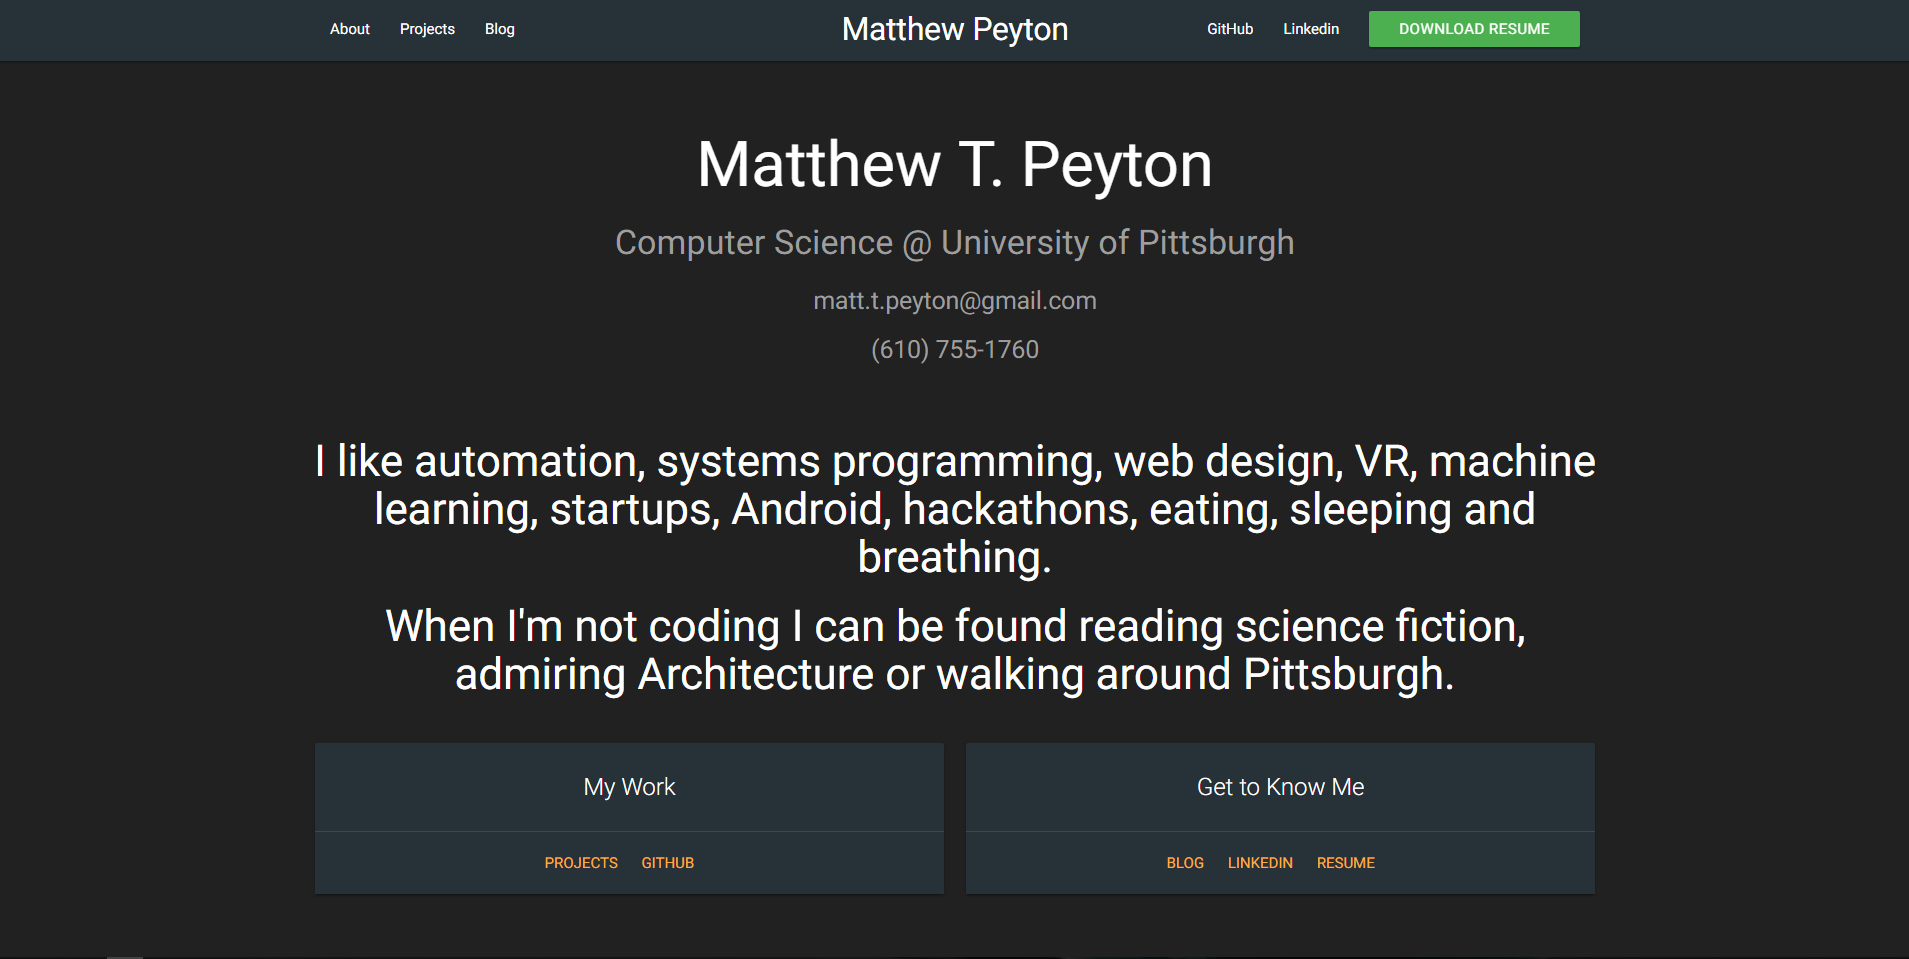 About Projects Blog Matthew Peyton GitHub Linkedin DOWNLOAD RESUME
Matthew T. Peyton
Computer Science @ University of Pittsburgh
matt.t.peyton@gmail.com
(610) 755-1760
I like automation, systems programming, web design, VR, machine
learning, startups, Android, hackathons, eating, sleeping and
breathing.
When I'm not coding I can be found reading science fiction,
admiring Architecture or walking around Pittsburgh.
My Work
PROJECTS GITHUB
Get to Know Me
BLOG LINKEDIN RESUME